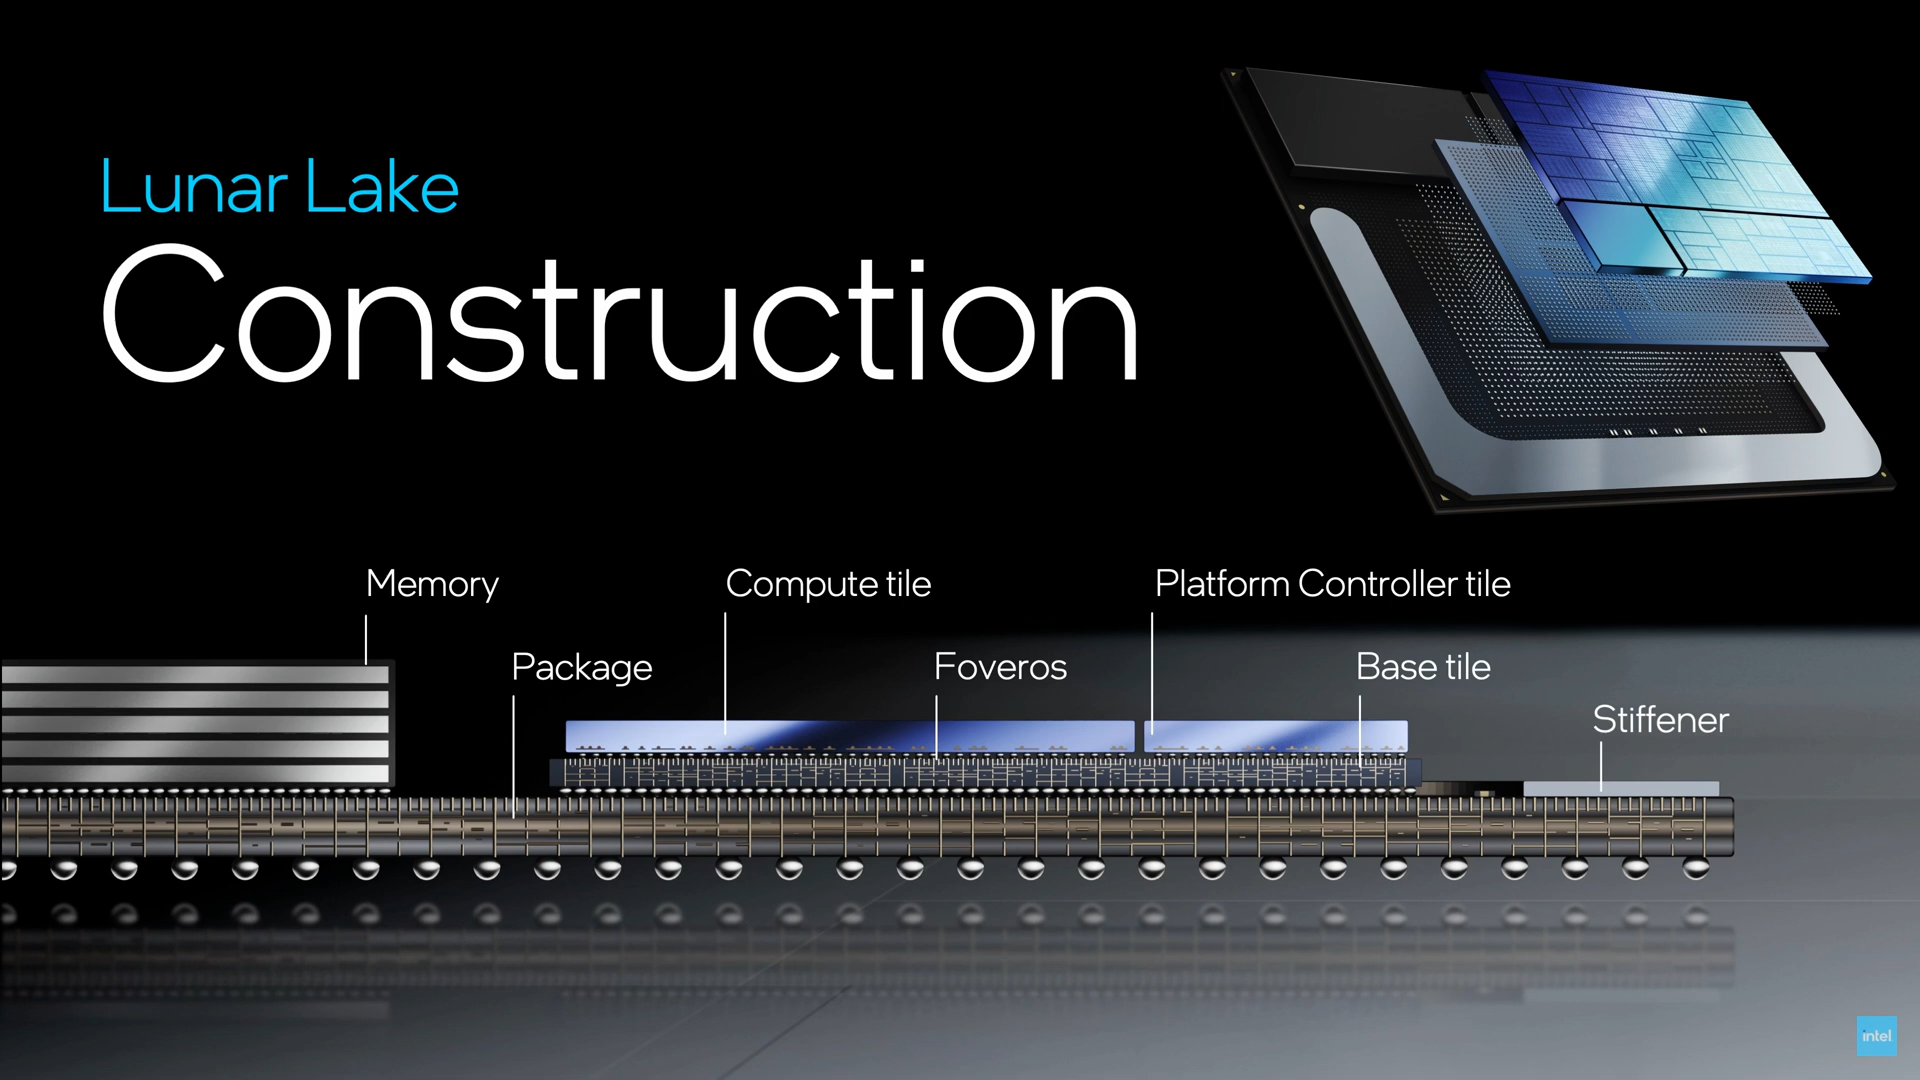 Lunar Lake
Construction
Memory
Compute tile
Platform Controller tile
Package
Foveros
Base tile
Stiffener
intel